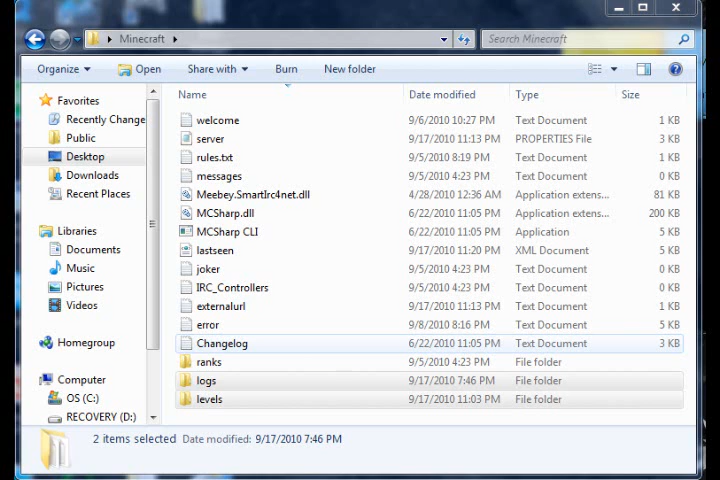 Minecraft
Search Minecraft
Organize Open Share with Burn New folder
Name Date modified Type Size
Favorites
Recently Change
Public
Desktop
Downloads
Recent Places
Libraries
Documents
Music
Pictures
Videos
Homegroup
Computer
OS (C:)
RECOVERY (D:)
welcome 9/6/2010 10:27 PM Text Document 1 KB
server 9/17/2010 11:13 PM PROPERTIES File 3 KB
rules.txt 9/5/2010 8:19 PM Text Document 1 KB
messages 9/5/2010 4:23 PM Text Document 0 KB
Meebey.SmartIrc4net.dll 4/28/2010 12:36 AM Application extens... 81 KB
MCSharp.dll 6/22/2010 11:05 PM Application extens... 200 KB
MCSharp CLI 6/22/2010 11:05 PM Application 5 KB
lastseen 9/17/2010 11:20 PM XML Document 5 KB
joker 9/5/2010 4:23 PM Text Document 0 KB
IRC_Controllers 9/5/2010 4:23 PM Text Document 0 KB
externalurl 9/17/2010 11:13 PM Text Document 1 KB
error 9/8/2010 8:16 PM Text Document 5 KB
Changelog 6/22/2010 11:05 PM Text Document 3 KB
ranks 9/5/2010 4:23 PM File folder
logs 9/17/2010 7:46 PM File folder
levels 9/17/2010 11:03 PM File folder
2 items selected Date modified: 9/17/2010 7:46 PM